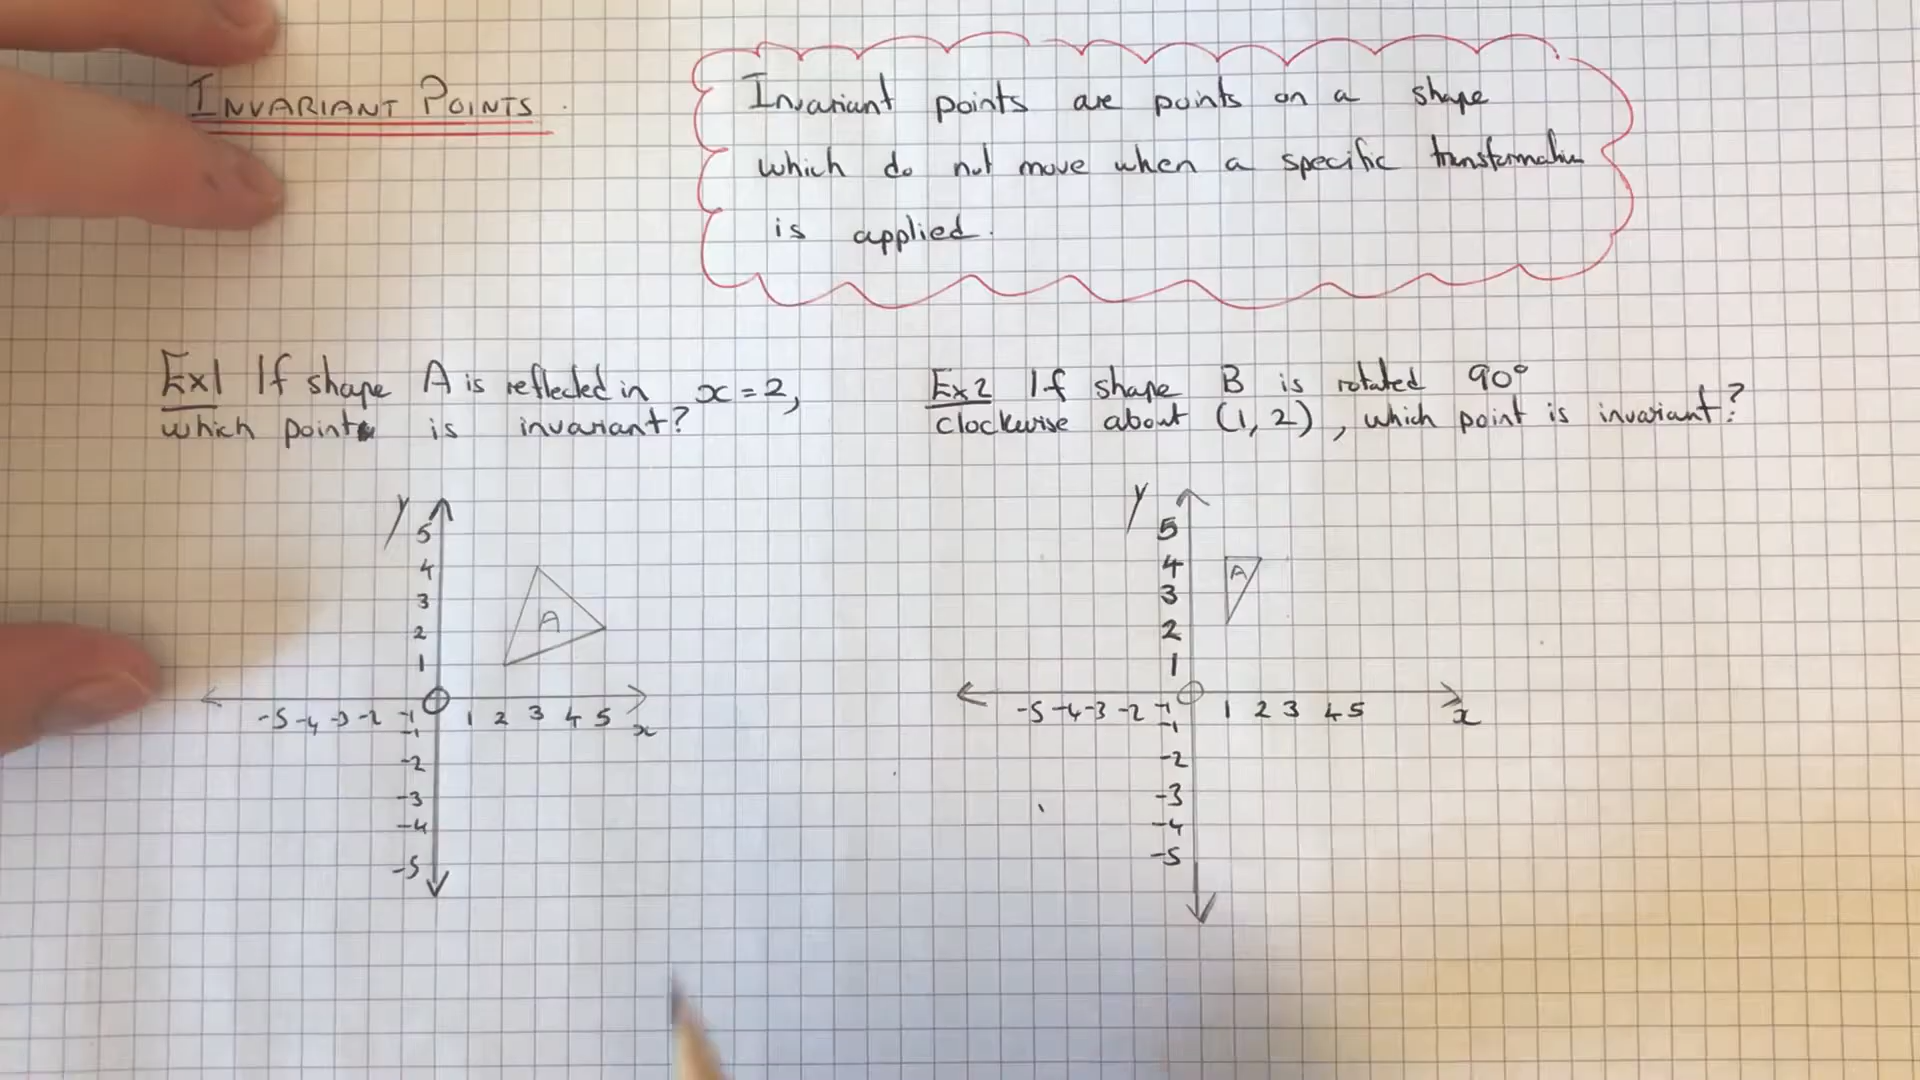 INVARIANT POINTS.
Invariant points are points on a shape
which do not move when a specific transformation
is applied.
Ex1 If shape A is reflected in x=2,
which point is invariant?
Ex2 If shape B is rotated 90°
clockwise about (1, 2), which point is invariant?
y
5
4
3
2
1
A
-5 -4 -3 -2 -1 1 2 3 4 5
x
-1
-2
-3
-4
-5
y
5
4
3
2
1
A
-5 -4 -3 -2 -1 1 2 3 4 5
x
-1
-2
-3
-4
-5